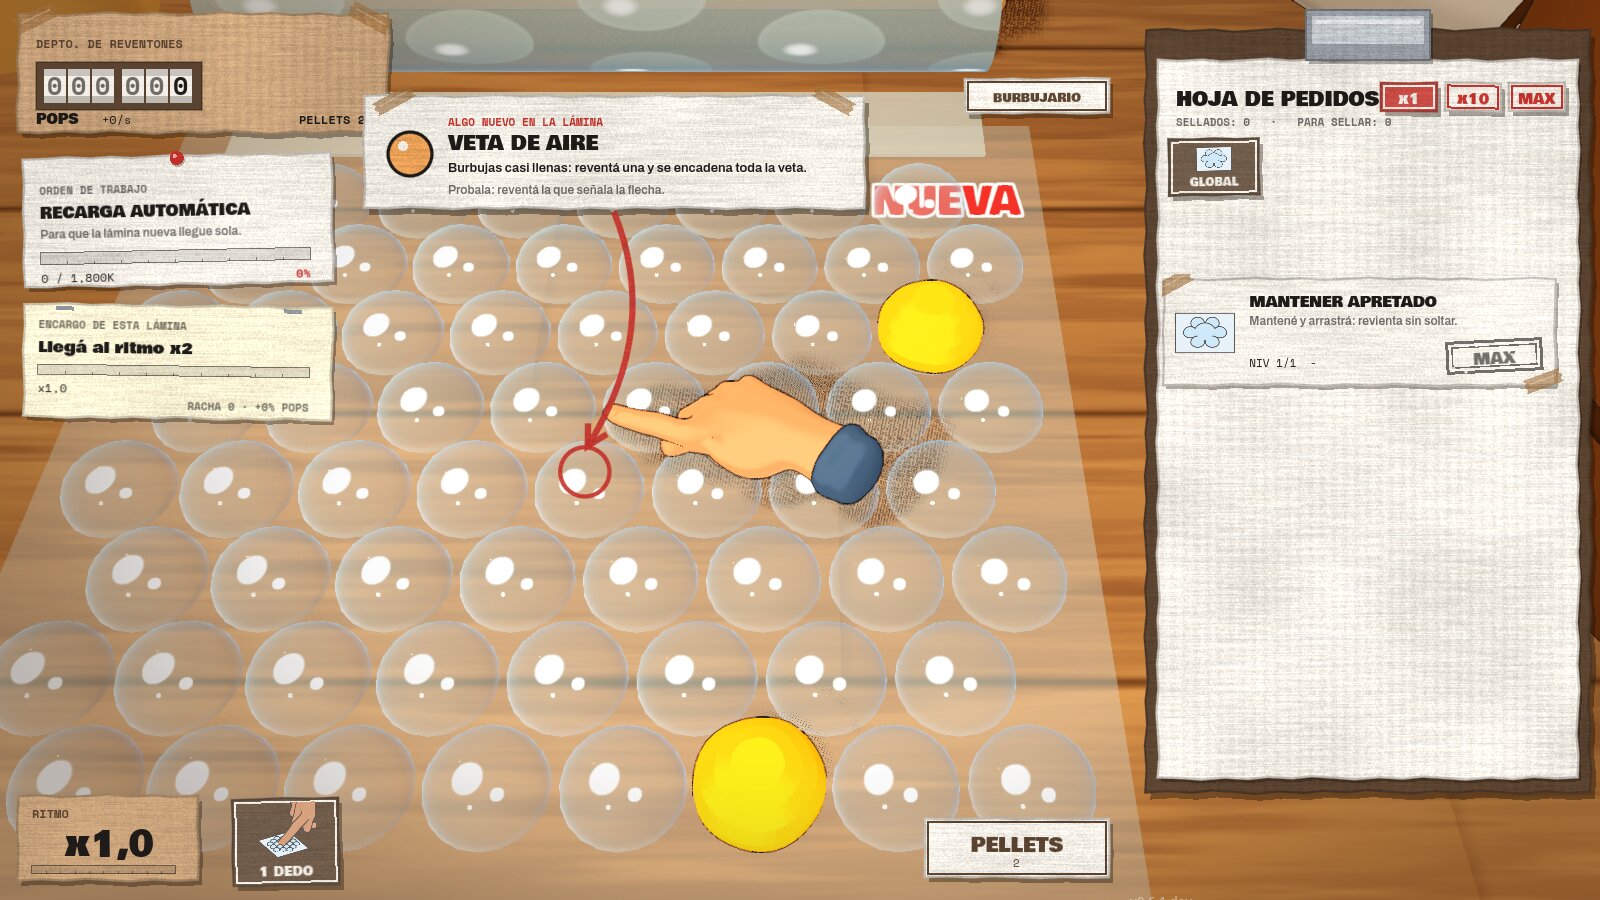 DEPTO. DE REVENTONES
000 000
POPS +0/s PELLETS 2
ORDEN DE TRABAJO
RECARGA AUTOMÁTICA
Para que la lámina nueva llegue sola.
0 / 1.800K 0%
ENCARGO DE ESTA LÁMINA
Llegá al ritmo x2
x1.0
RACHA 0 · +0% POPS
ALGO NUEVO EN LA LÁMINA
VETA DE AIRE
Burbujas casi llenas: reventá una y se encadena toda la veta.
Probala: reventá la que señala la flecha.
NUEVA
BURBUJARIO
HOJA DE PEDIDOS x1 x10 MAX
SELLADOS: 0 · PARA SELLAR: 0
GLOBAL
MANTENER APRETADO
Mantené y arrastrá: revienta sin soltar.
NIV 1/1 -
MAX
RITMO
x1,0
1 DEDO
PELLETS
2